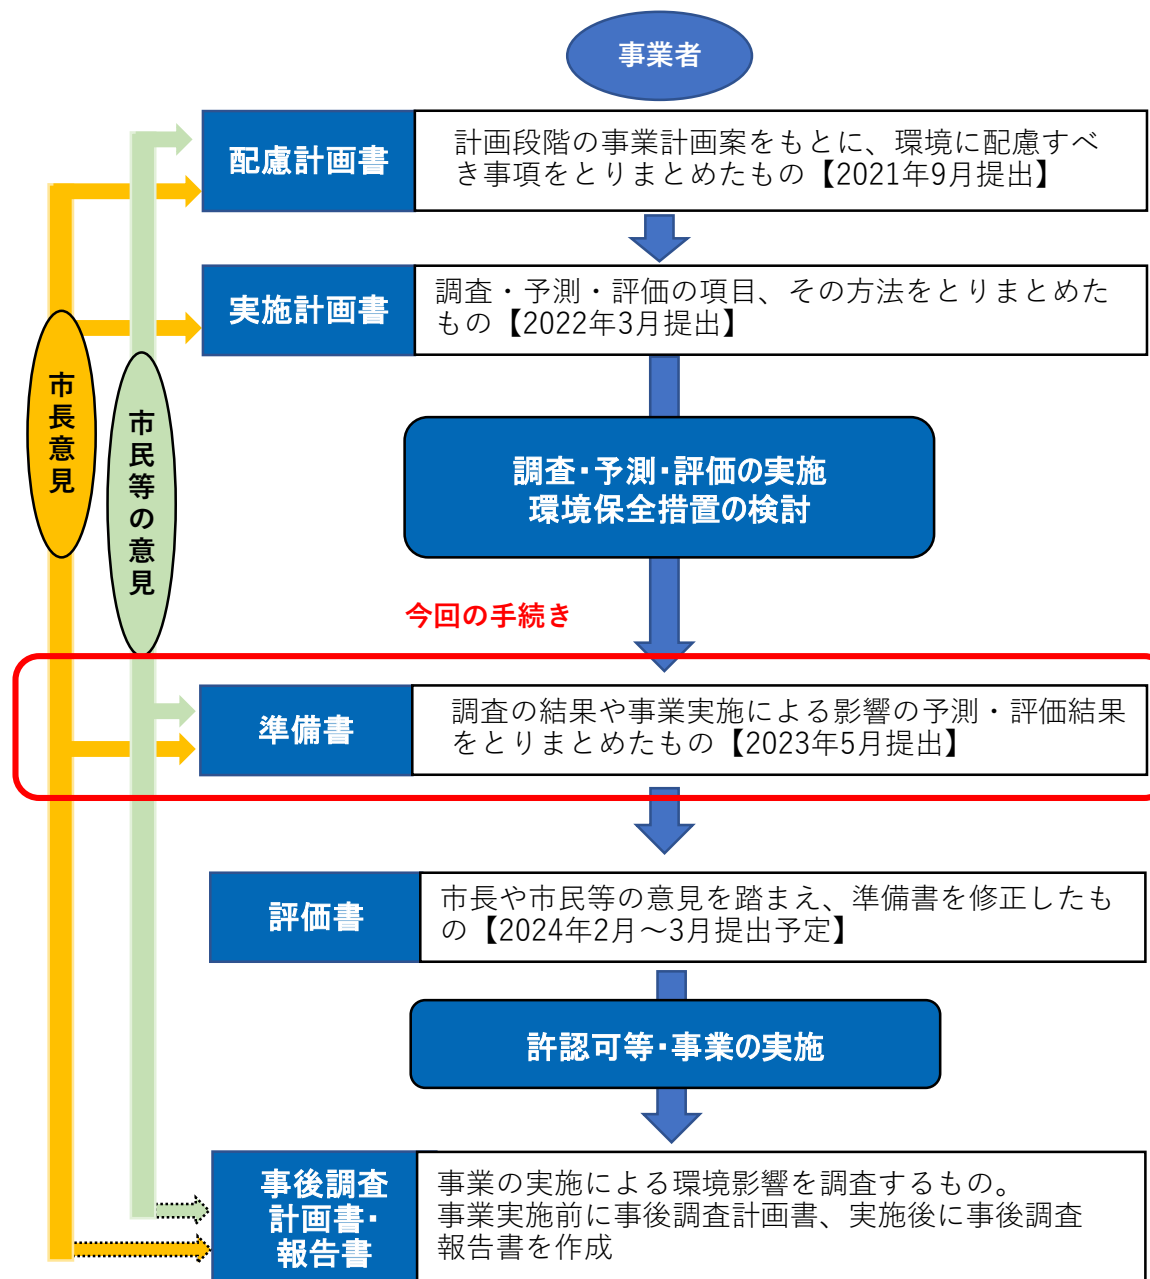 事業者
配慮計画書
計画段階の事業計画案をもとに、環境に配慮すべ
き事項をとりまとめたもの【2021年9月提出】
実施計画書
調査・予測・評価の項目、その方法をとりまとめた
もの【2022年3月提出】
市長意見
市民等の意見
調査・予測・評価の実施
環境保全措置の検討
今回の手続き
準備書
調査の結果や事業実施による影響の予測・評価結果
をとりまとめたもの【2023年5月提出】
評価書
市長や市民等の意見を踏まえ、準備書を修正したも
の【2024年2月～3月提出予定】
許認可等・事業の実施
事後調査
計画書・
報告書
事業の実施による環境影響を調査するもの。
事業実施前に事後調査計画書、実施後に事後調査
報告書を作成